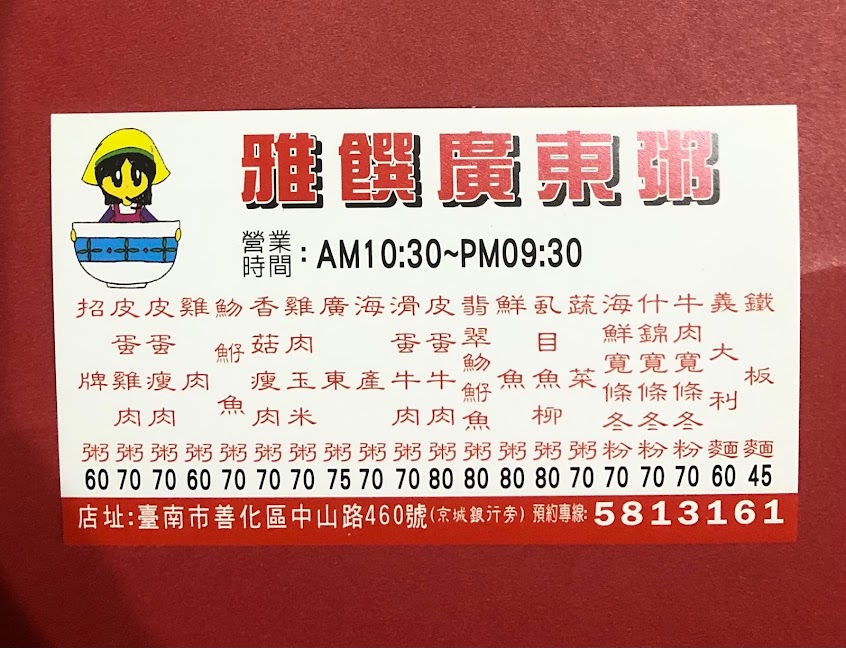 雅饌廣東粥
營業時間：AM10:30~PM09:30
招牌粥 60
皮蛋雞肉粥 70
皮蛋瘦肉粥 70
雞肉粥 60
魩仔魚粥 70
香菇瘦肉粥 70
雞肉玉米粥 70
廣東粥 75
海產粥 70
滑蛋牛肉粥 70
皮蛋牛肉粥 80
翡翠魩仔魚粥 80
鮮魚粥 80
虱目魚柳粥 80
蔬菜粥 70
海鮮寬條冬粉 70
什錦寬條冬粉 70
牛肉寬條冬粉 70
義大利麵 60
鐵板麵 45
店址:臺南市善化區中山路460號(京城銀行旁) 預約專線:5813161